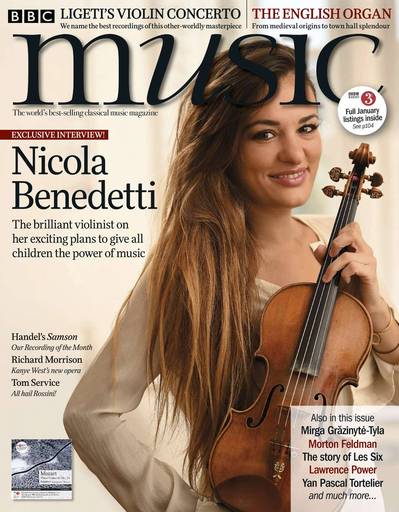 BBC
LIGETI'S VIOLIN CONCERTO
We name the best recordings of this other-worldly masterpiece
THE ENGLISH ORGAN
From medieval origins to town hall splendour
music
The world's best-selling classical music magazine
BBC
RADIO
3
Full January
listings inside
See p104
EXCLUSIVE INTERVIEW!
Nicola
Benedetti
The brilliant violinist on
her exciting plans to give all
children the power of music
Handel's Samson
Our Recording of the Month
Richard Morrison
Kanye West's new opera
Tom Service
All hail Rossini!
Mozart
Also in this issue
Mirga Gražinytė-Tyla
Morton Feldman
The story of Les Six
Lawrence Power
Yan Pascal Tortelier
and much more...